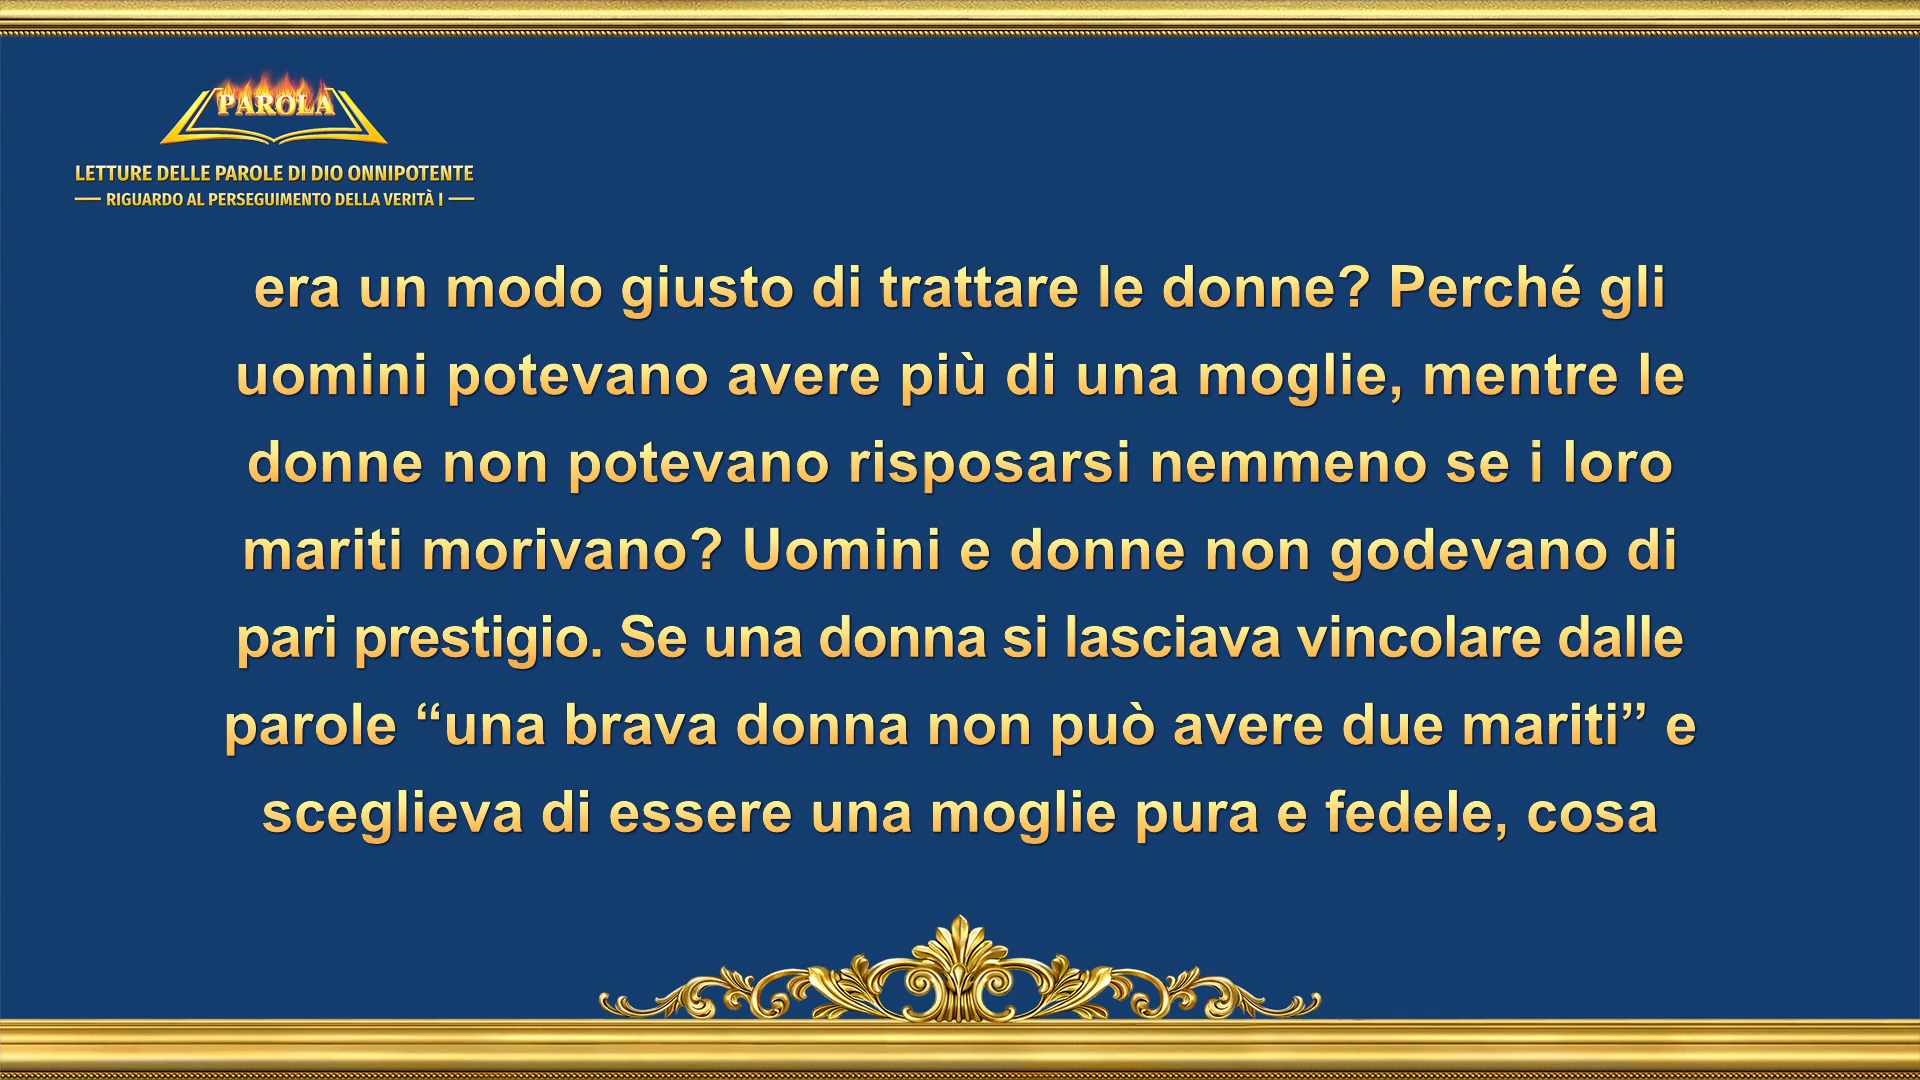 PAROLA
LETTURE DELLE PAROLE DI DIO ONNIPOTENTE
RIGUARDO AL PERSEGUIMENTO DELLA VERITÀ I
era un modo giusto di trattare le donne? Perché gli
uomini potevano avere più di una moglie, mentre le
donne non potevano risposarsi nemmeno se i loro
mariti morivano? Uomini e donne non godevano di
pari prestigio. Se una donna si lasciava vincolare dalle
parole “una brava donna non può avere due mariti” e
sceglieva di essere una moglie pura e fedele, cosa